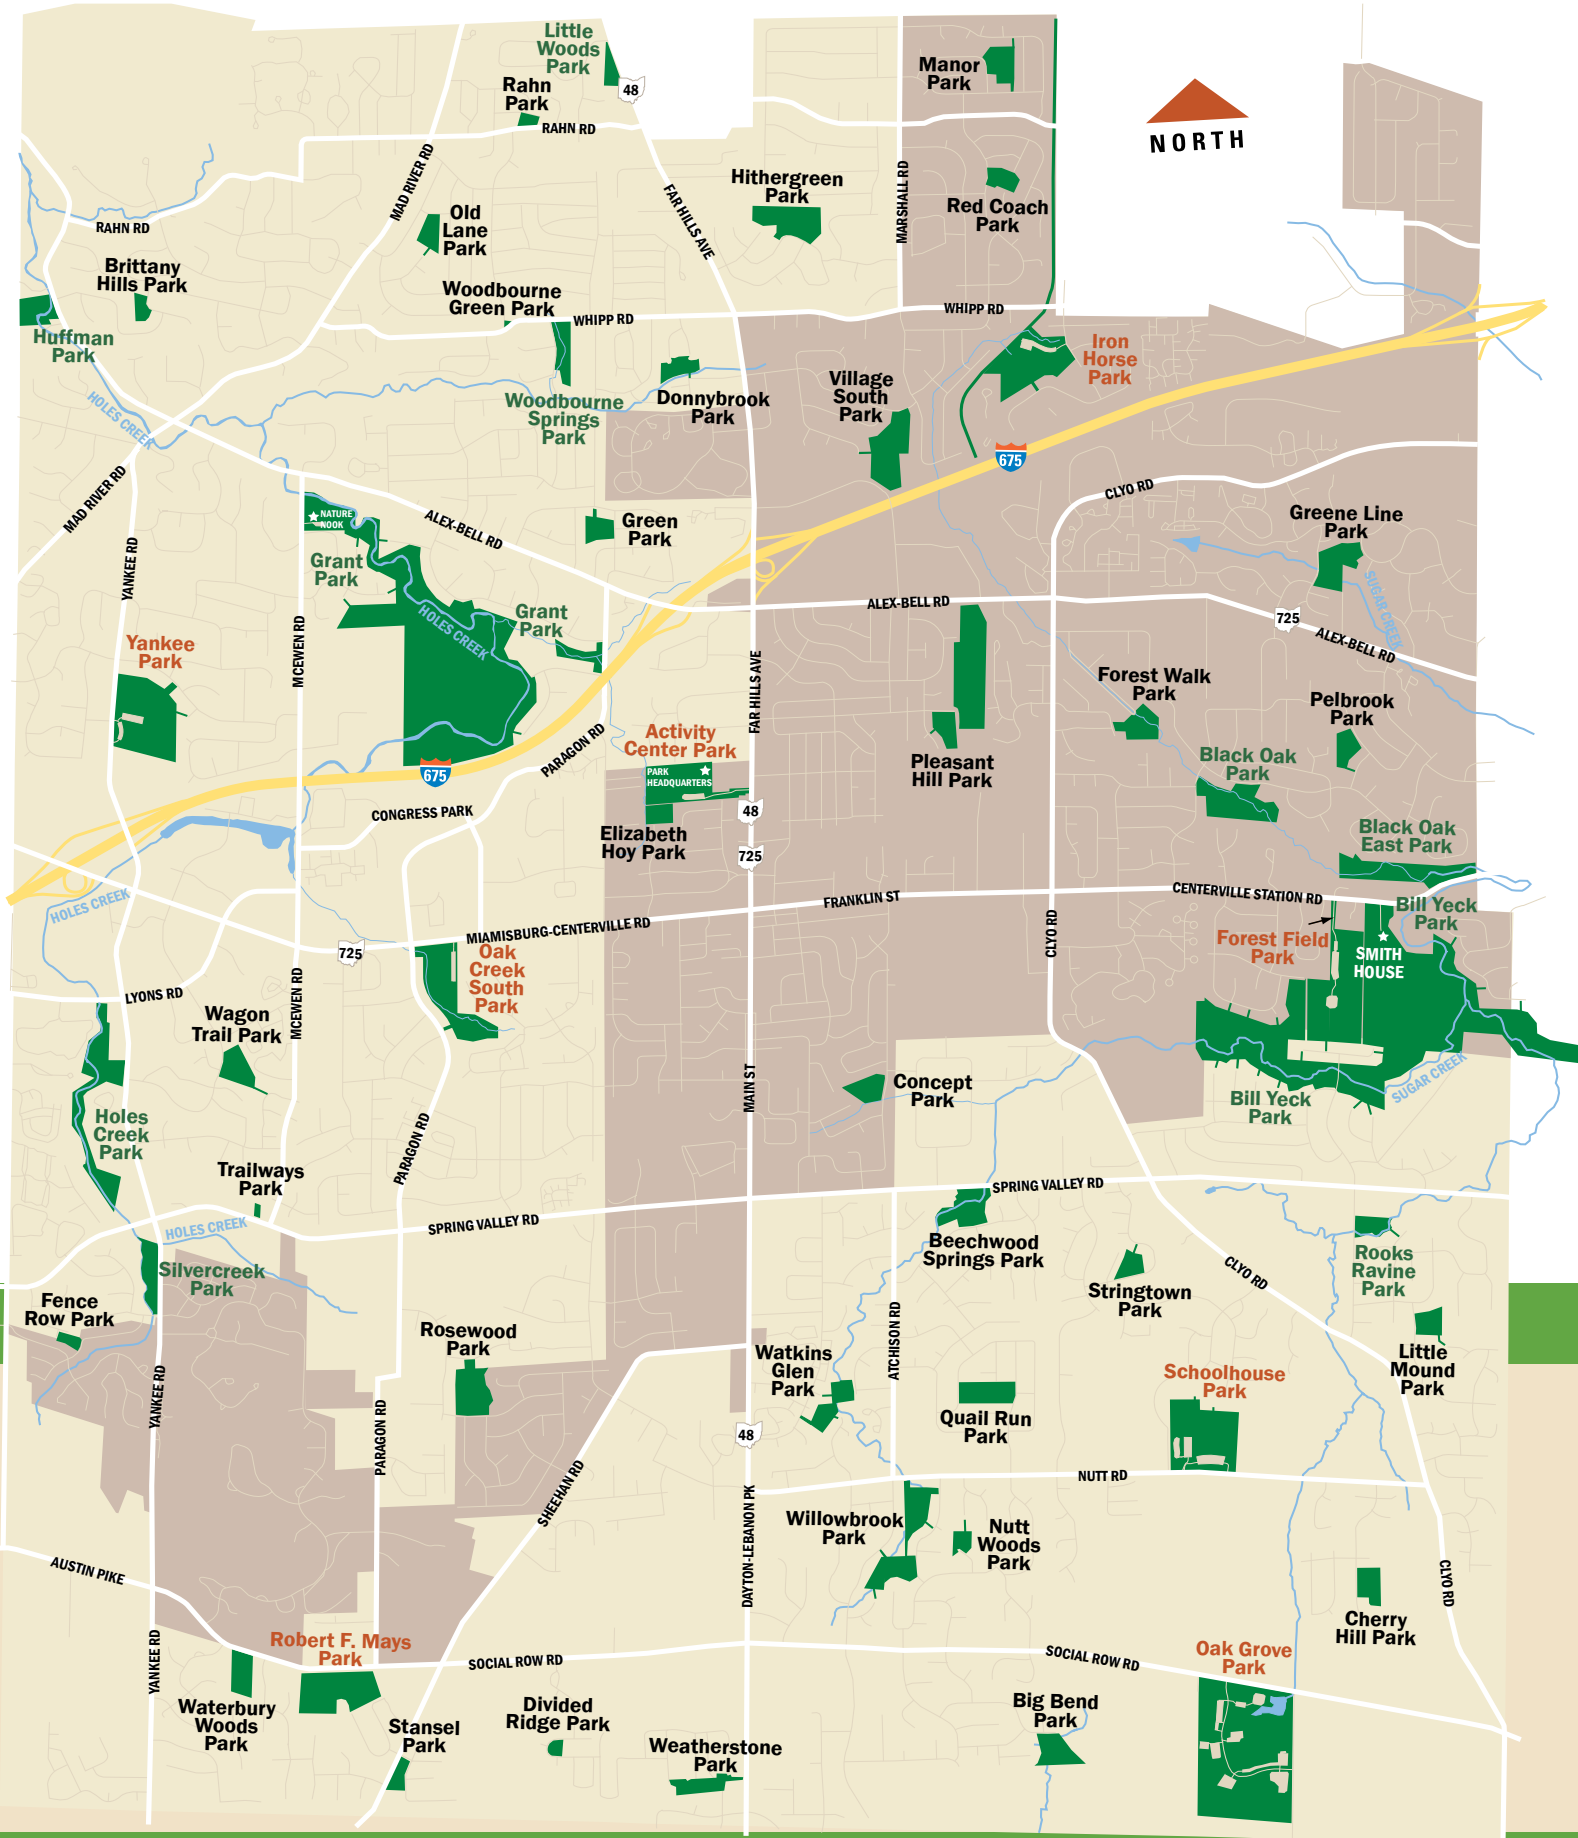 Little
Woods
Park
48
Rahn
Park
RAHN RD
Manor
Park
NORTH
MAD RIVER RD
FAR HILLS AVE
MARSHALL RD
Hithergreen
Park
Red Coach
Park
Old
Lane
Park
RAHN RD
Brittany
Hills Park
Woodbourne
Green Park
WHIPP RD
WHIPP RD
Huffman
Park
Iron
Horse
Park
Village
South
Park
Woodbourne
Springs
Park
Donnybrook
Park
HOLES CREEK
675
CLYO RD
MAD RIVER RD
NATURE
NOOK
ALEX-BELL RD
Green
Park
Greene Line
Park
Grant
Park
YANKEE RD
SUGAR CREEK
ALEX-BELL RD
Grant
Park
HOLES CREEK
725
ALEX-BELL RD
Yankee
Park
MCEWEN RD
FAR HILLS AVE
Forest Walk
Park
Pelbrook
Park
Activity
Center Park
PARAGON RD
Pleasant
Hill Park
Black Oak
Park
675
PARK
HEADQUARTERS
CONGRESS PARK
48
Elizabeth
Hoy Park
725
Black Oak
East Park
HOLES CREEK
FRANKLIN ST
CENTERVILLE STATION RD
Bill Yeck
Park
MIAMISBURG-CENTERVILLE RD
725
CLYO RD
Forest Field
Park
SMITH
HOUSE
Oak
Creek
South
Park
LYONS RD
MCEWEN RD
Wagon
Trail Park
Concept
Park
MAIN ST
SUGAR CREEK
Bill Yeck
Park
Holes
Creek
Park
PARAGON RD
Trailways
Park
SPRING VALLEY RD
HOLES CREEK
SPRING VALLEY RD
Beechwood
Springs Park
Silvercreek
Park
Stringtown
Park
CLYO RD
Rooks
Ravine
Park
Fence
Row Park
Rosewood
Park
Watkins
Glen
Park
ATCHISON RD
Little
Mound
Park
Schoolhouse
Park
YANKEE RD
PARAGON RD
Quail Run
Park
48
NUTT RD
SHEEHAN RD
DAYTON-LEBANON PK
Willowbrook
Park
Nutt
Woods
Park
AUSTIN PIKE
CLYO RD
Cherry
Hill Park
YANKEE RD
Robert F. Mays
Park
SOCIAL ROW RD
SOCIAL ROW RD
Oak Grove
Park
Waterbury
Woods
Park
Stansel
Park
Divided
Ridge Park
Big Bend
Park
Weatherstone
Park